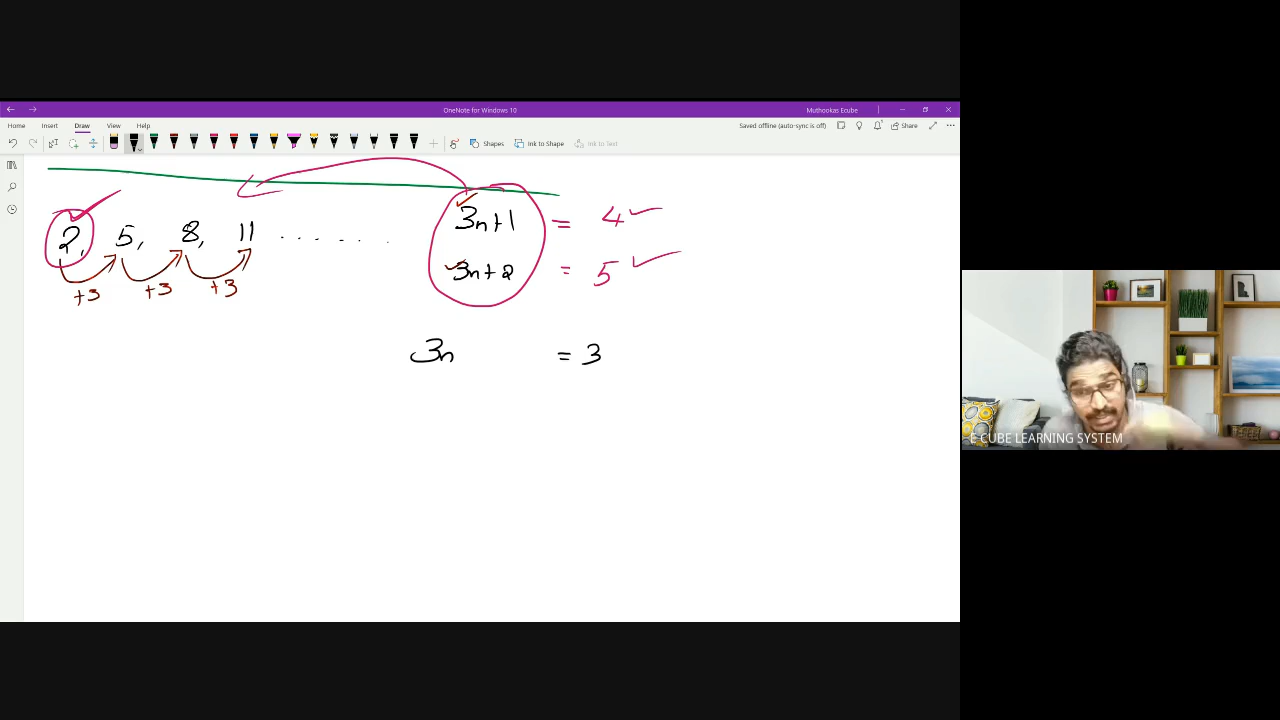 OneNote for Windows 10
Muthookas Ecube
Home Insert Draw View Help
Saved offline (auto-sync is off)
Share
Shapes
Ink to Shape
Ink to Text
2, 5, 8, 11 ........
+3 +3 +3
3n+1 = 4
3n+2 = 5
3n = 3
E CUBE LEARNING SYSTEM